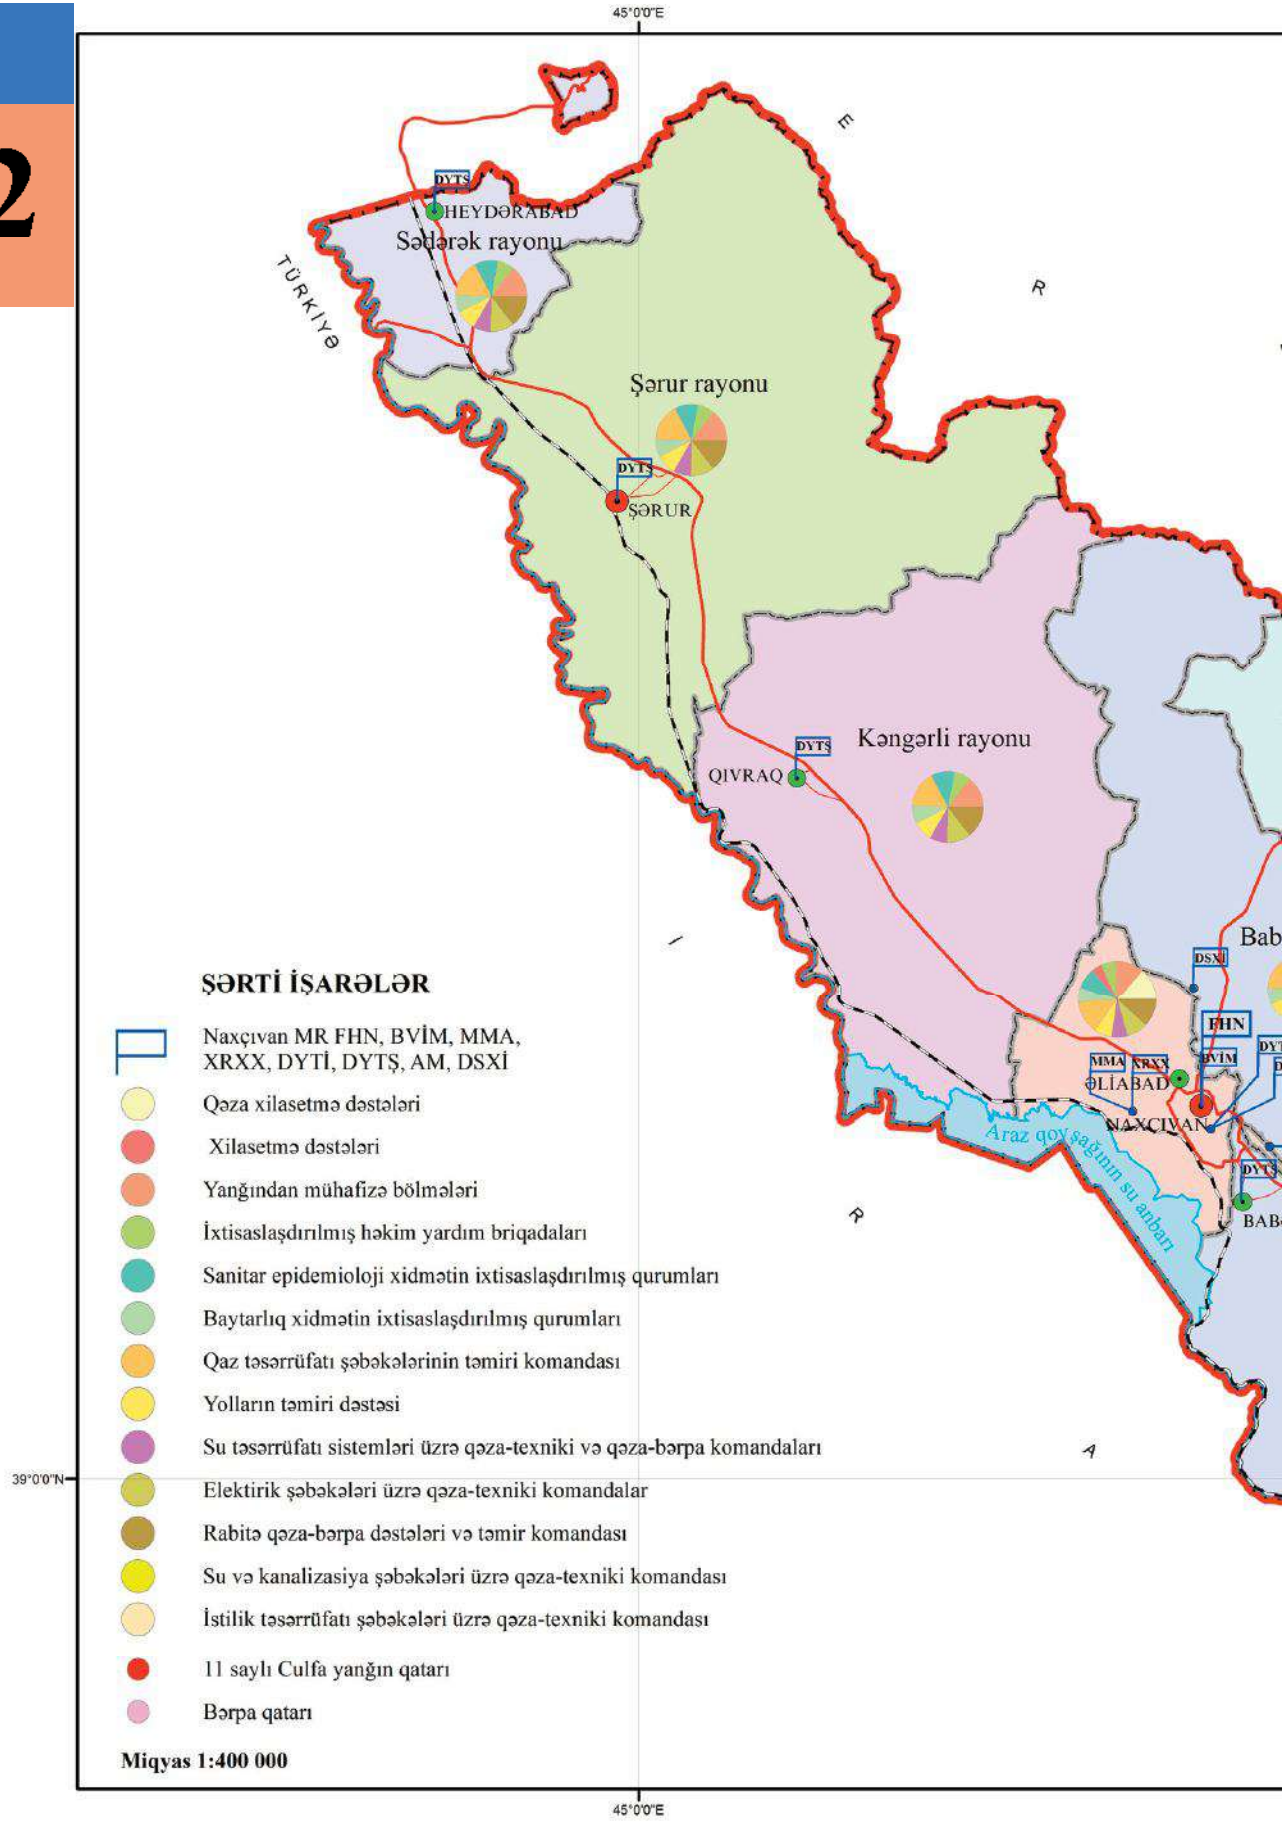 45°0'0"E
2
E
DYTŞ
HEYDƏRABAD
Sədərək rayonu
TÜRKIYƏ
R
Şərur rayonu
DYTŞ
ŞƏRUR
DYTŞ
Kəngərli rayonu
QIVRAQ
Bab
İ
DSXİ
ŞƏRTİ İŞARƏLƏR
FHN
Naxçıvan MR FHN, BVİM, MMA,
XRXX, DYTİ, DYTŞ, AM, DSXİ
DYT
MMA
XRXX
BVİM
D
ƏLİABAD
Qəza xilasetmə dəstələri
NAXÇIVAN
Araz qovşağının su anbarı
Xilasetmə dəstələri
DYTŞ
Yanğından mühafizə bölmələri
R
BAB
İxtisaslaşdırılmış həkim yardım briqadaları
Sanitar epidemioloji xidmətin ixtisaslaşdırılmış qurumları
Baytarlıq xidmətin ixtisaslaşdırılmış qurumları
Qaz təsərrüfatı şəbəkələrinin təmiri komandası
Yolların təmiri dəstəsi
Su təsərrüfatı sistemləri üzrə qəza-texniki və qəza-bərpa komandaları
A
39°0'0"N
Elektirik şəbəkələri üzrə qəza-texniki komandalar
Rabitə qəza-bərpa dəstələri və təmir komandası
Su və kanalizasiya şəbəkələri üzrə qəza-texniki komandası
İstilik təsərrüfatı şəbəkələri üzrə qəza-texniki komandası
11 saylı Culfa yanğın qatarı
Bərpa qatarı
Miqyas 1:400 000
45°0'0"E